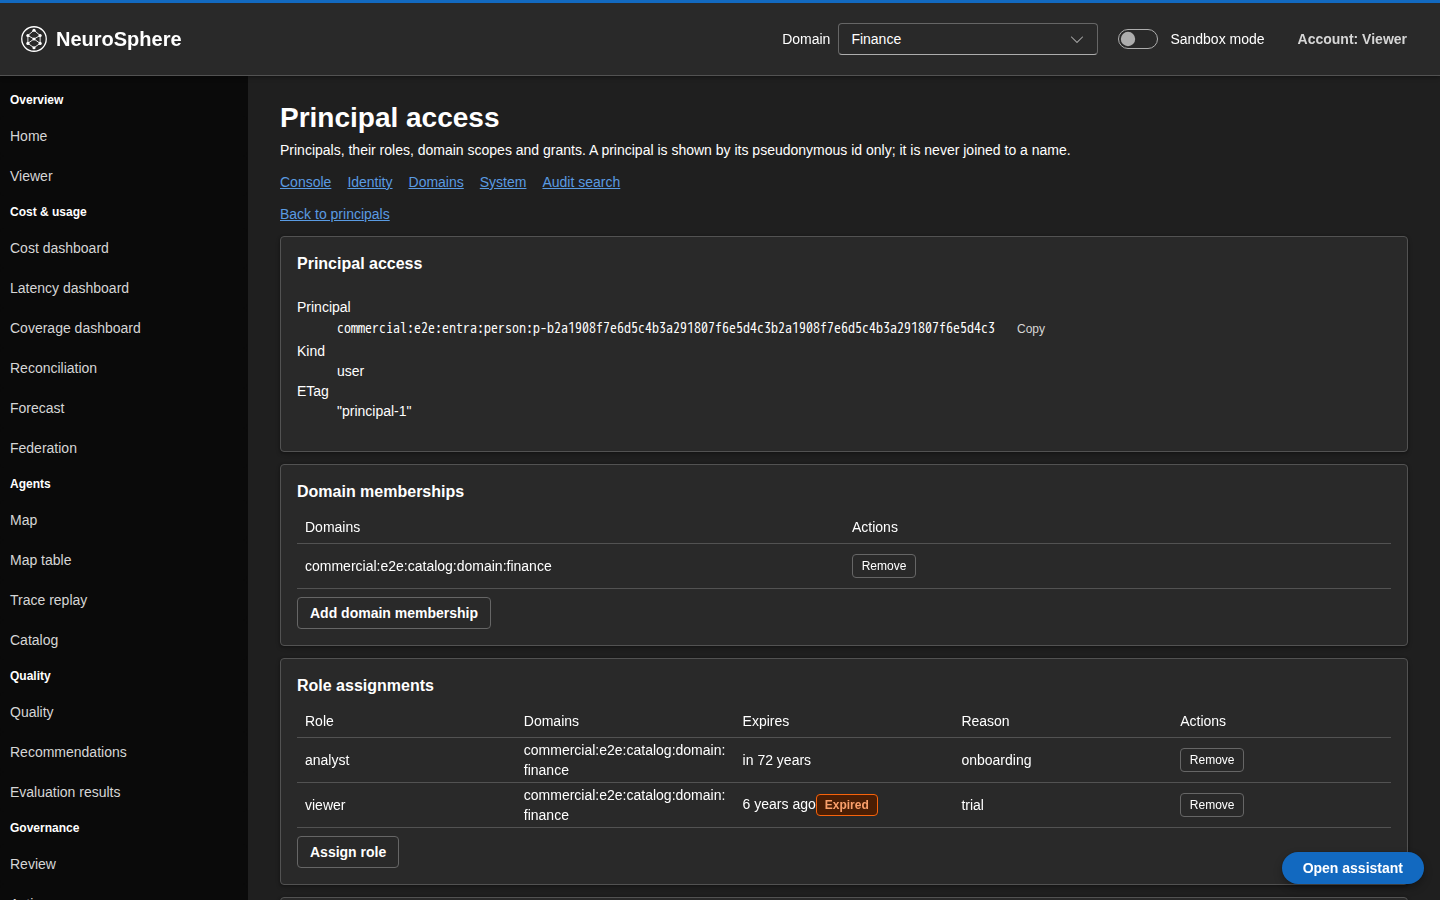 NeuroSphere
Domain
Finance
Sandbox mode
Account: Viewer
Overview
Home
Viewer
Cost & usage
Cost dashboard
Latency dashboard
Coverage dashboard
Reconciliation
Forecast
Federation
Agents
Map
Map table
Trace replay
Catalog
Quality
Quality
Recommendations
Evaluation results
Governance
Review
Principal access
Principals, their roles, domain scopes and grants. A principal is shown by its pseudonymous id only; it is never joined to a name.
Console Identity Domains System Audit search
Back to principals
Principal access
Principal
commercial:e2e:entra:person:p-b2a1908f7e6d5c4b3a291807f6e5d4c3b2a1908f7e6d5c4b3a291807f6e5d4c3 Copy
Kind
user
ETag
"principal-1"
Domain memberships
Domains Actions
commercial:e2e:catalog:domain:finance Remove
Add domain membership
Role assignments
Role Domains Expires Reason Actions
analyst commercial:e2e:catalog:domain:finance in 72 years onboarding Remove
viewer commercial:e2e:catalog:domain:finance 6 years ago Expired trial Remove
Assign role
Open assistant